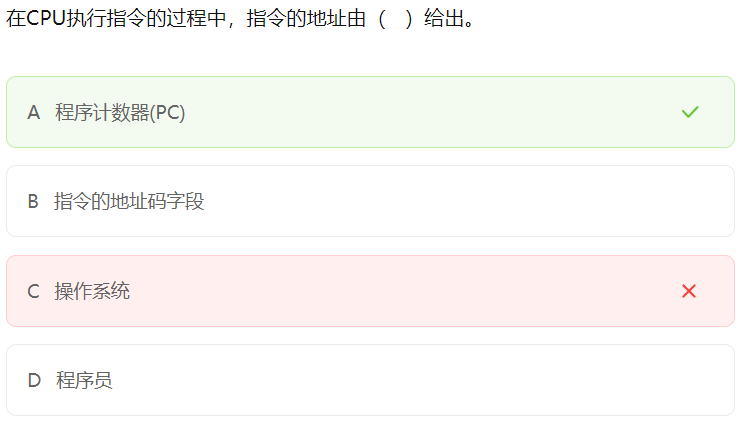 在CPU执行指令的过程中，指令的地址由（　）给出。
A 程序计数器(PC)
B 指令的地址码字段
C 操作系统
D 程序员